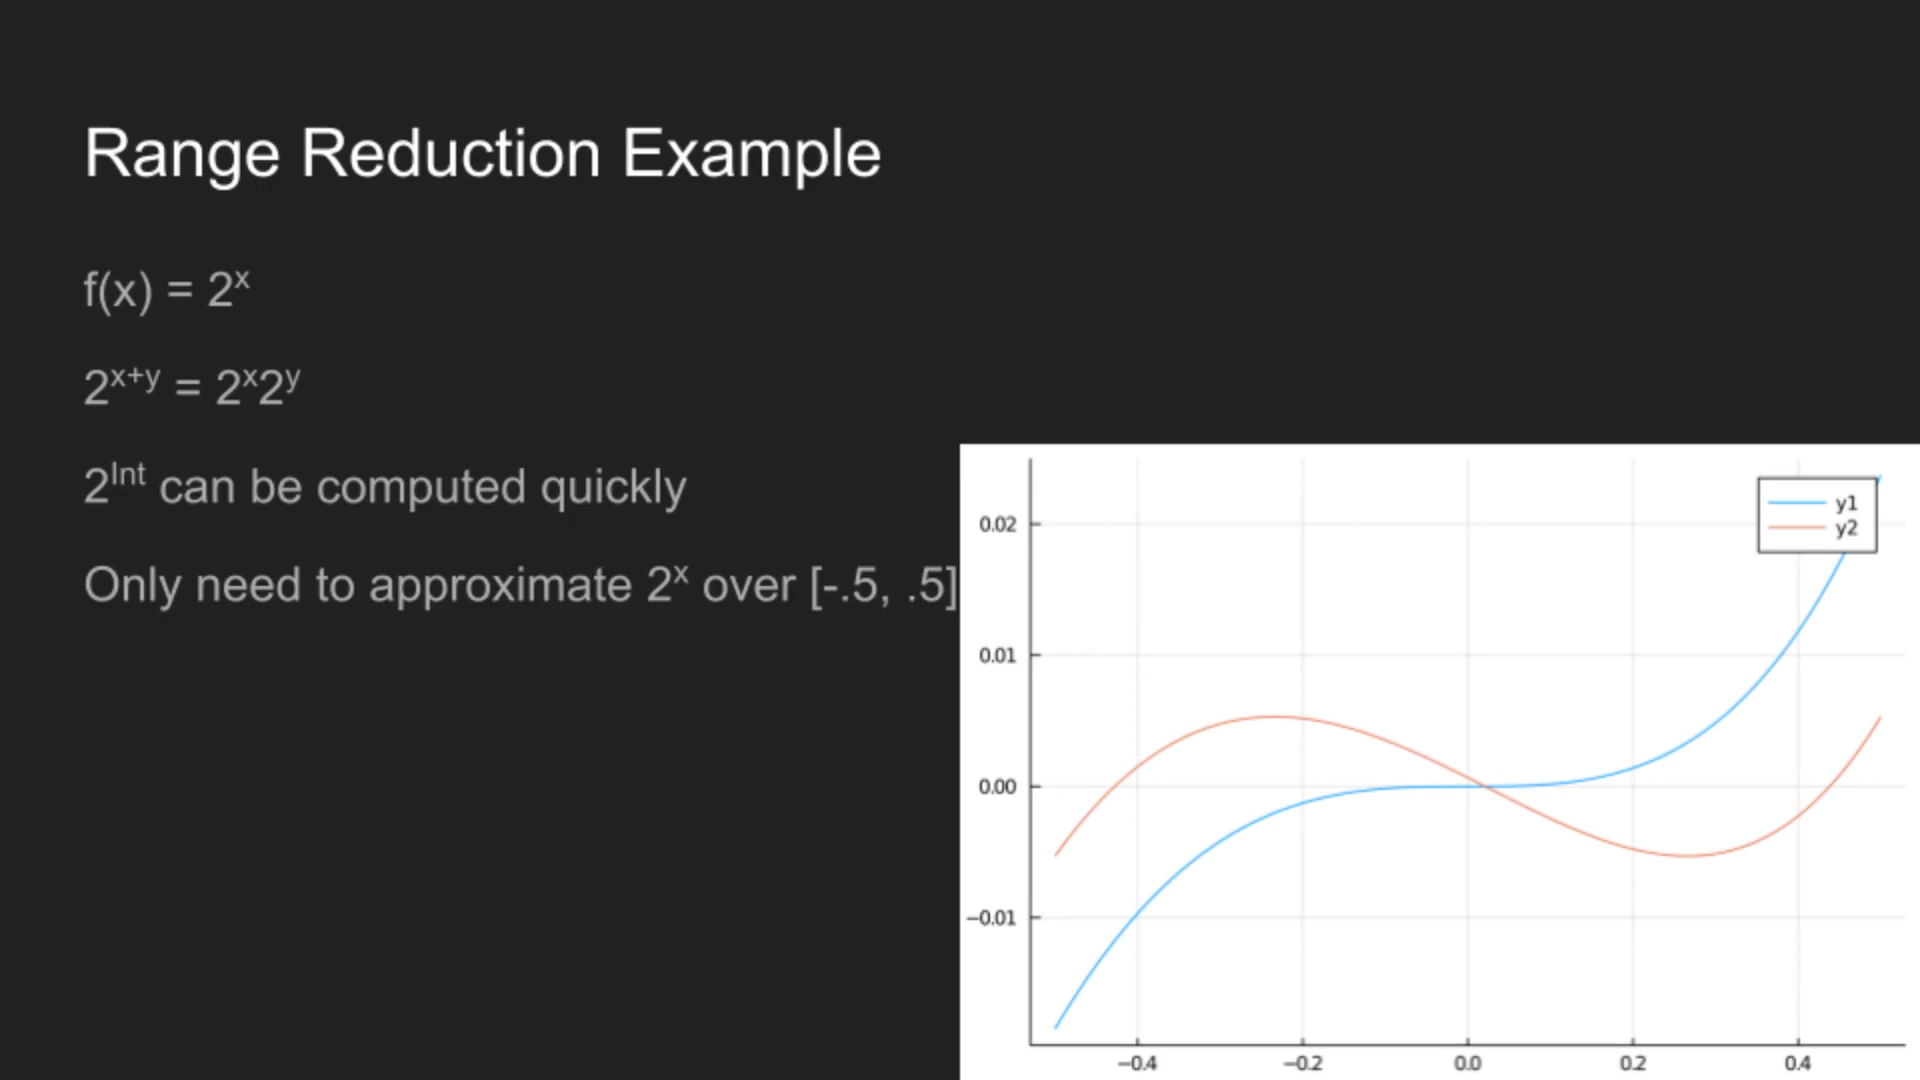 Range Reduction Example
f(x) = 2ˣ
2ˣ⁺ʸ = 2ˣ2ʸ
2ᴵⁿᵗ can be computed quickly
Only need to approximate 2ˣ over [-.5, .5]
y1
y2
0.02
0.01
0.00
−0.01
−0.4 −0.2 0.0 0.2 0.4